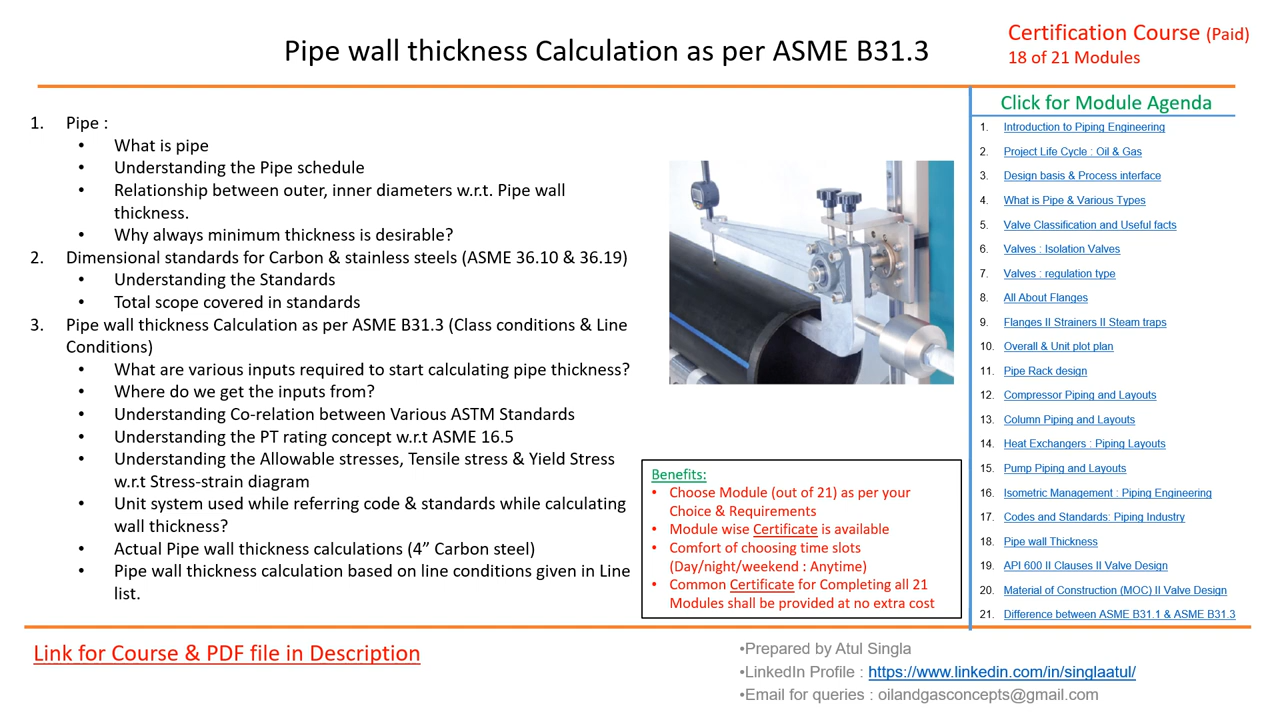 Pipe wall thickness Calculation as per ASME B31.3
Certification Course (Paid)
18 of 21 Modules
1. Pipe :
• What is pipe
• Understanding the Pipe schedule
• Relationship between outer, inner diameters w.r.t. Pipe wall
thickness.
• Why always minimum thickness is desirable?
2. Dimensional standards for Carbon & stainless steels (ASME 36.10 & 36.19)
• Understanding the Standards
• Total scope covered in standards
3. Pipe wall thickness Calculation as per ASME B31.3 (Class conditions & Line
Conditions)
• What are various inputs required to start calculating pipe thickness?
• Where do we get the inputs from?
• Understanding Co-relation between Various ASTM Standards
• Understanding the PT rating concept w.r.t ASME 16.5
• Understanding the Allowable stresses, Tensile stress & Yield Stress
w.r.t Stress-strain diagram
• Unit system used while referring code & standards while calculating
wall thickness?
• Actual Pipe wall thickness calculations (4” Carbon steel)
• Pipe wall thickness calculation based on line conditions given in Line
list.
Benefits:
• Choose Module (out of 21) as per your
Choice & Requirements
• Module wise Certificate is available
• Comfort of choosing time slots
(Day/night/weekend : Anytime)
• Common Certificate for Completing all 21
Modules shall be provided at no extra cost
Click for Module Agenda
1. Introduction to Piping Engineering
2. Project Life Cycle : Oil & Gas
3. Design basis & Process interface
4. What is Pipe & Various Types
5. Valve Classification and Useful facts
6. Valves : Isolation Valves
7. Valves : regulation type
8. All About Flanges
9. Flanges II Strainers II Steam traps
10. Overall & Unit plot plan
11. Pipe Rack design
12. Compressor Piping and Layouts
13. Column Piping and Layouts
14. Heat Exchangers : Piping Layouts
15. Pump Piping and Layouts
16. Isometric Management : Piping Engineering
17. Codes and Standards: Piping Industry
18. Pipe wall Thickness
19. API 600 II Clauses II Valve Design
20. Material of Construction (MOC) II Valve Design
21. Difference between ASME B31.1 & ASME B31.3
Link for Course & PDF file in Description
•Prepared by Atul Singla
•LinkedIn Profile : https://www.linkedin.com/in/singlaatul/
•Email for queries : oilandgasconcepts@gmail.com